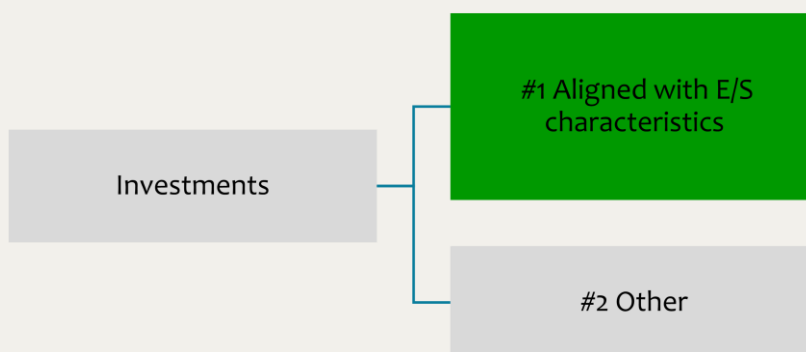 #1 Aligned with E/S
characteristics
Investments
#2 Other